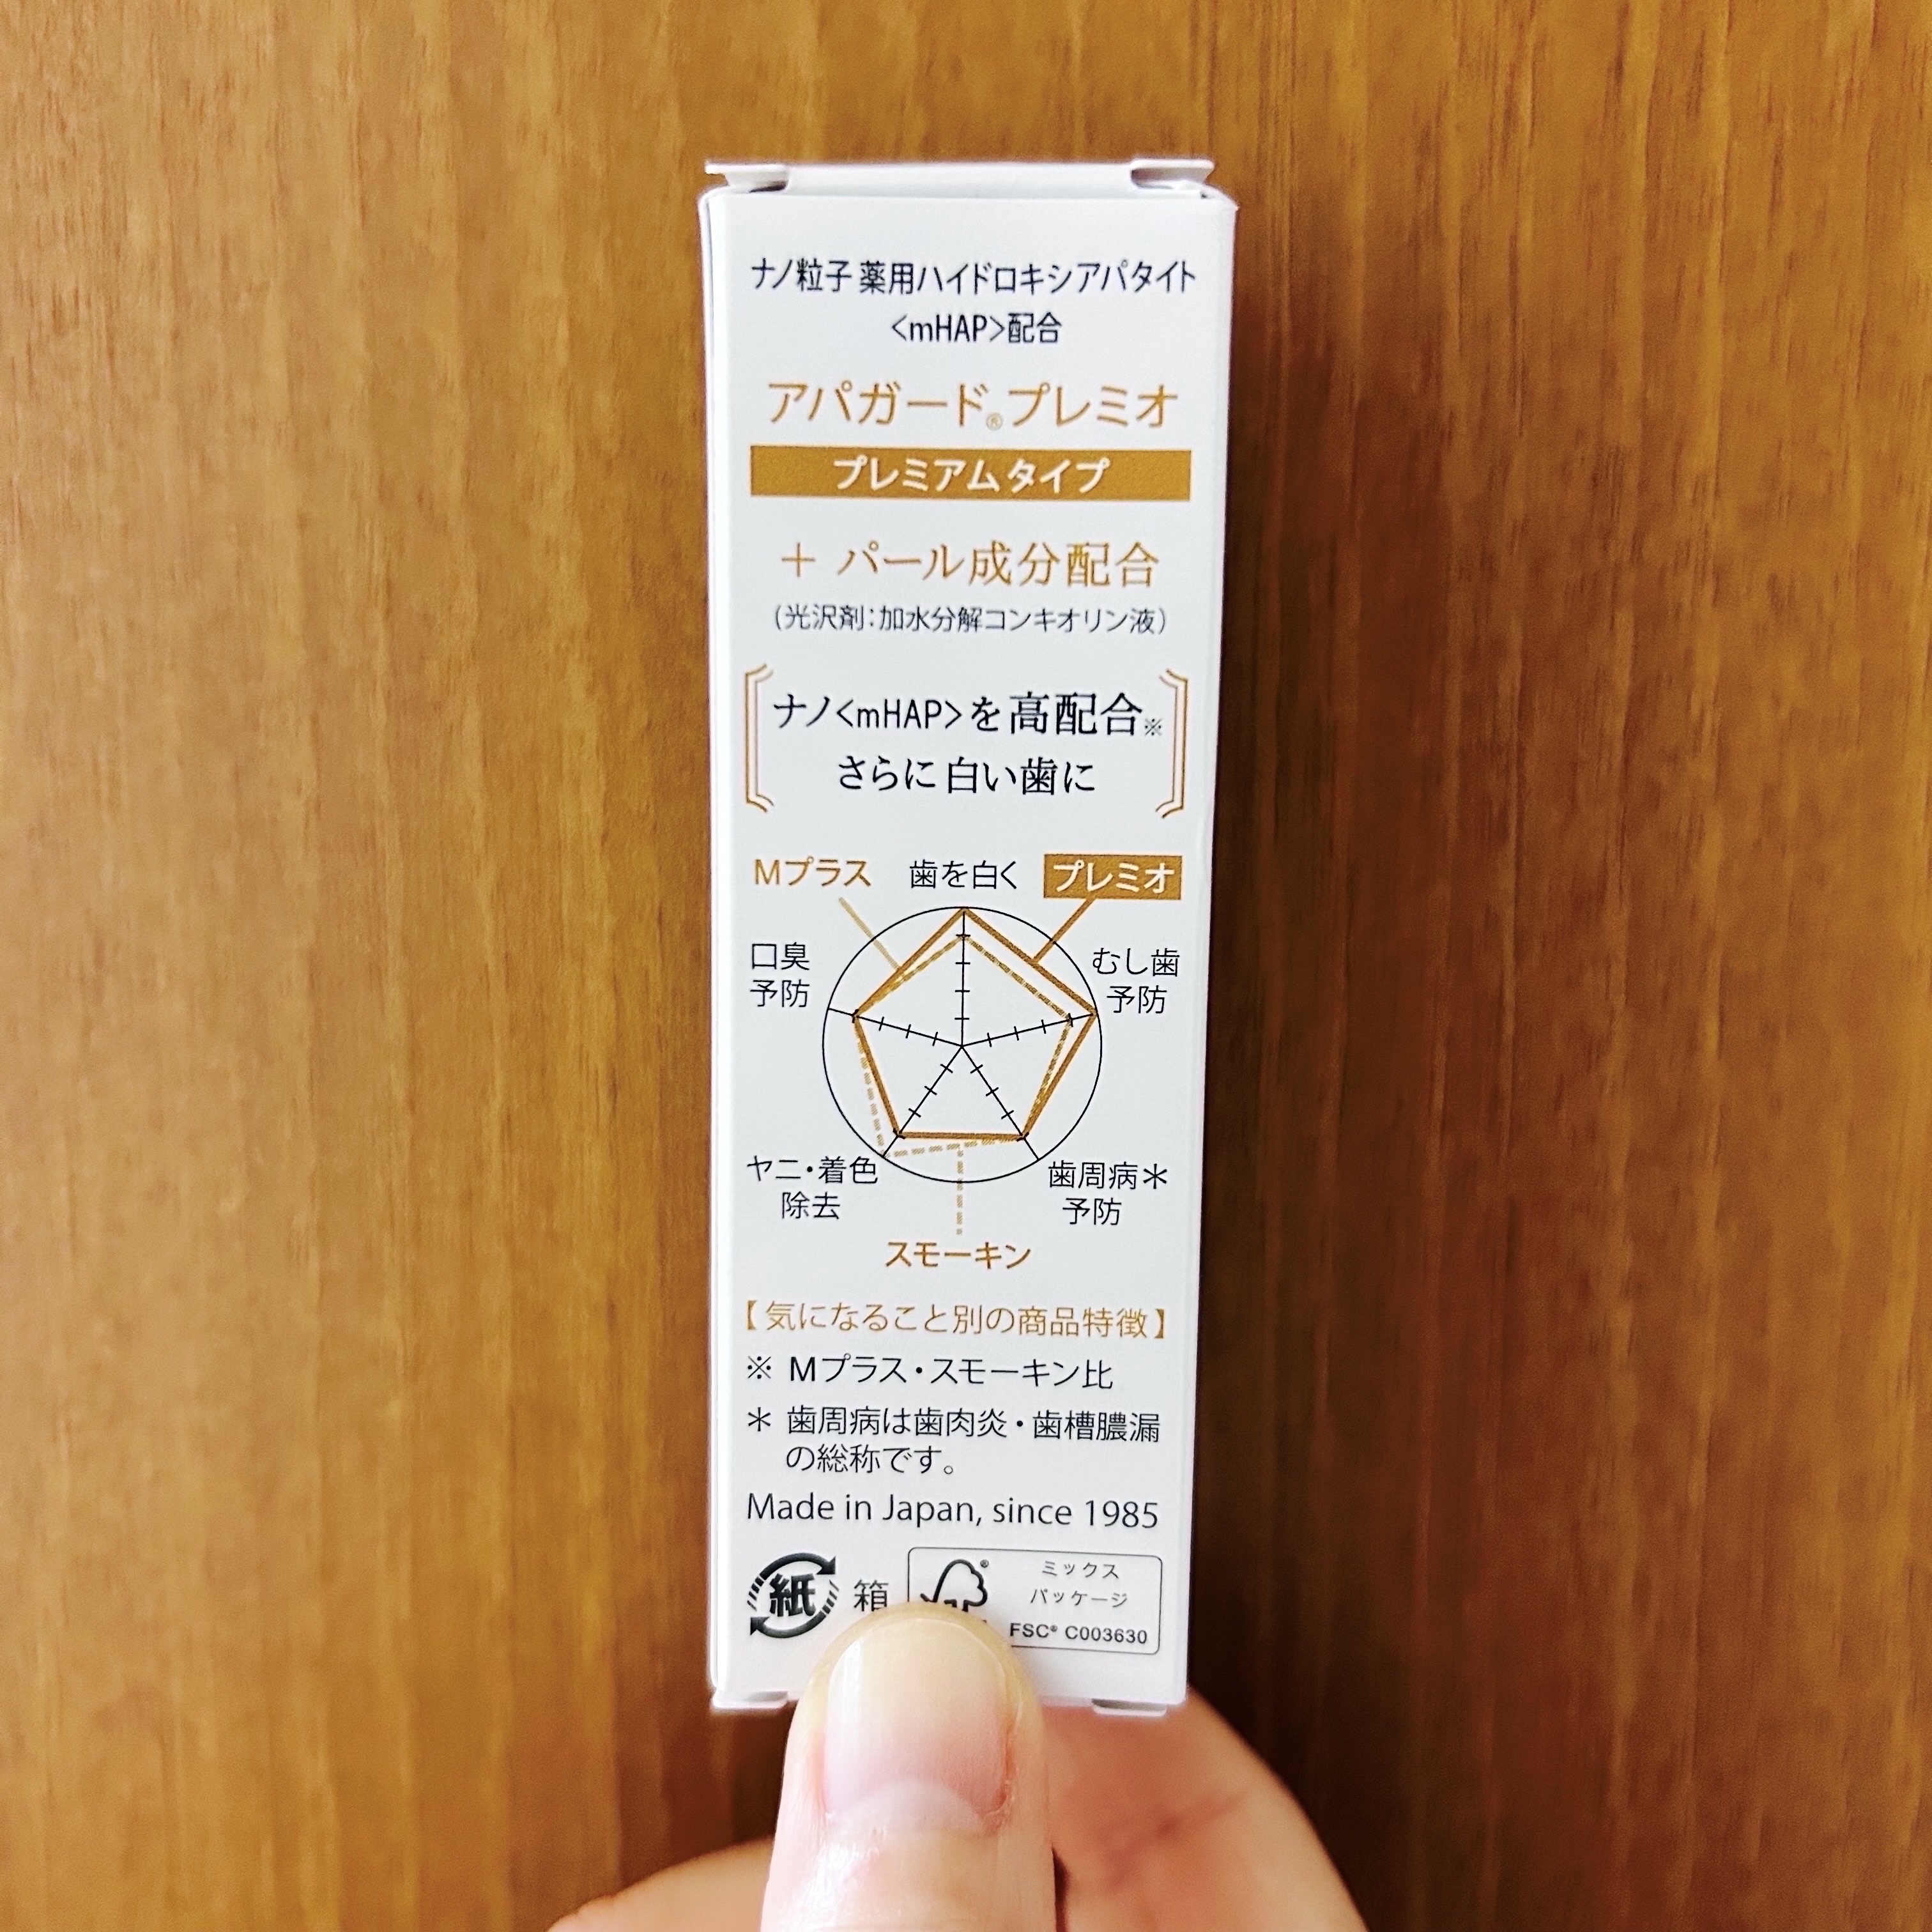 ナノ粒子 薬用ハイドロキシアパタイト
<mHAP>配合
アパガード®プレミオ
プレミアムタイプ
＋ パール成分配合
（光沢剤：加水分解コンキオリン液）
ナノ<mHAP>を高配合※
さらに白い歯に
Mプラス 歯を白く プレミオ
口臭
予防
むし歯
予防
ヤニ・着色
除去
歯周病＊
予防
スモーキン
【気になること別の商品特徴】
※ Mプラス・スモーキン比
＊ 歯周病は歯肉炎・歯槽膿漏
の総称です。
Made in Japan, since 1985
紙 箱
ミックス
パッケージ
FSC® C003630